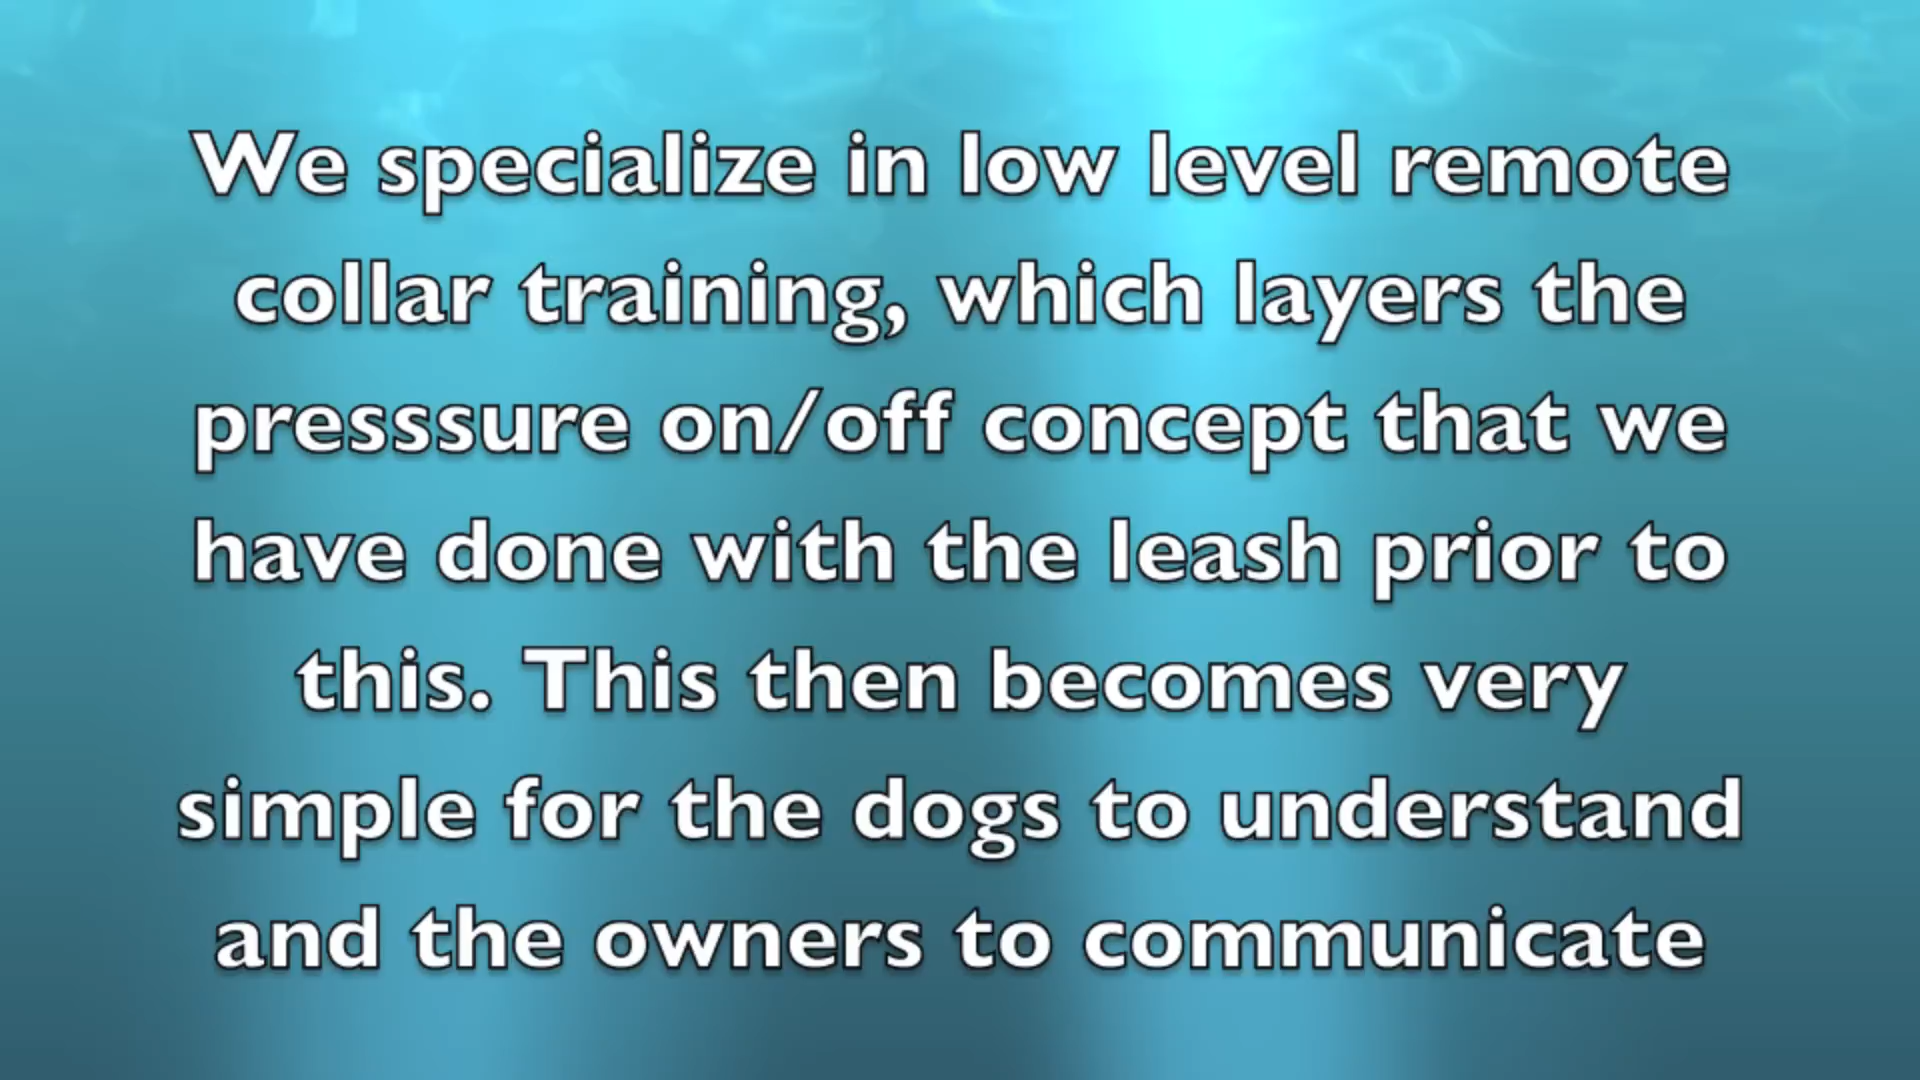 We specialize in low level remote
collar training, which layers the
presssure on/off concept that we
have done with the leash prior to
this. This then becomes very
simple for the dogs to understand
and the owners to communicate